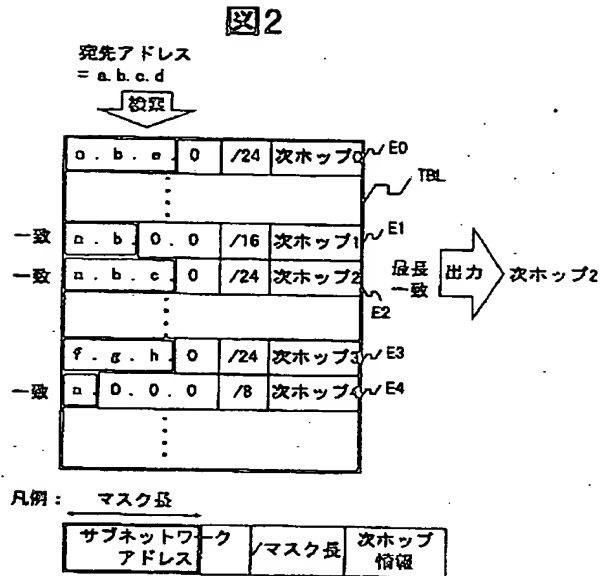 図2
宛先アドレス
= a.b.c.d
検索
a.b.e.0 /24 次ホップ0 E0
TBL
一致 a.b.0.0 /16 次ホップ1 E1
一致 a.b.c.0 /24 次ホップ2
E2
最長
一致
出力
次ホップ2
f.g.h.0 /24 次ホップ3 E3
一致 a.0.0.0 /8 次ホップ4 E4
凡例: マスク長
サブネットワーク
アドレス
/マスク長
次ホップ
情報